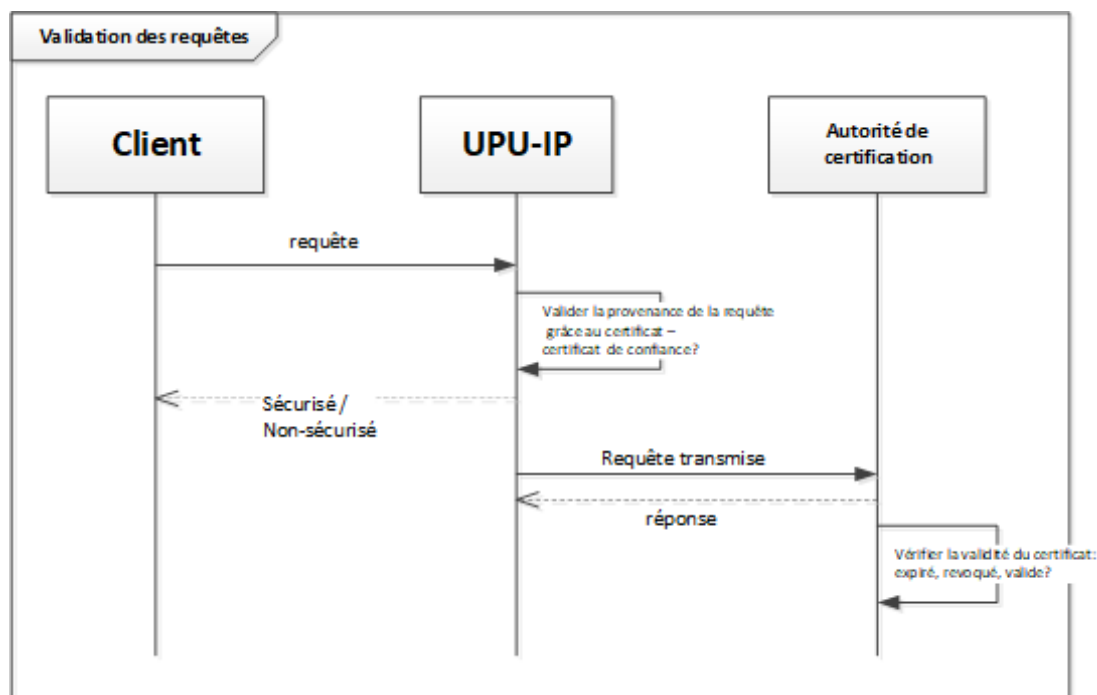 Validation des requêtes
Client
UPU-IP
Autorité de
certification
requête
Valider la provenance de la requête
grâce au certificat –
certificat de confiance?
Sécurisé /
Non-sécurisé
Requête transmise
réponse
Vérifier la validité du certificat:
expiré, revoqué, valide?